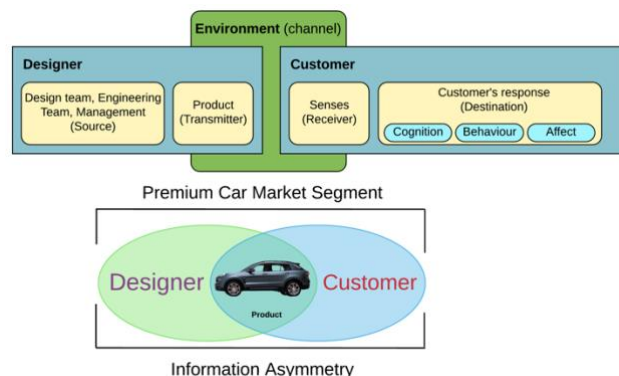 Environment (channel)
Designer
Customer
Design team, Engineering
Team, Management
(Source)
Product
(Transmitter)
Senses
(Receiver)
Customer's response
(Destination)
Cognition
Behaviour
Affect
Premium Car Market Segment
Designer
Customer
Product
Information Asymmetry